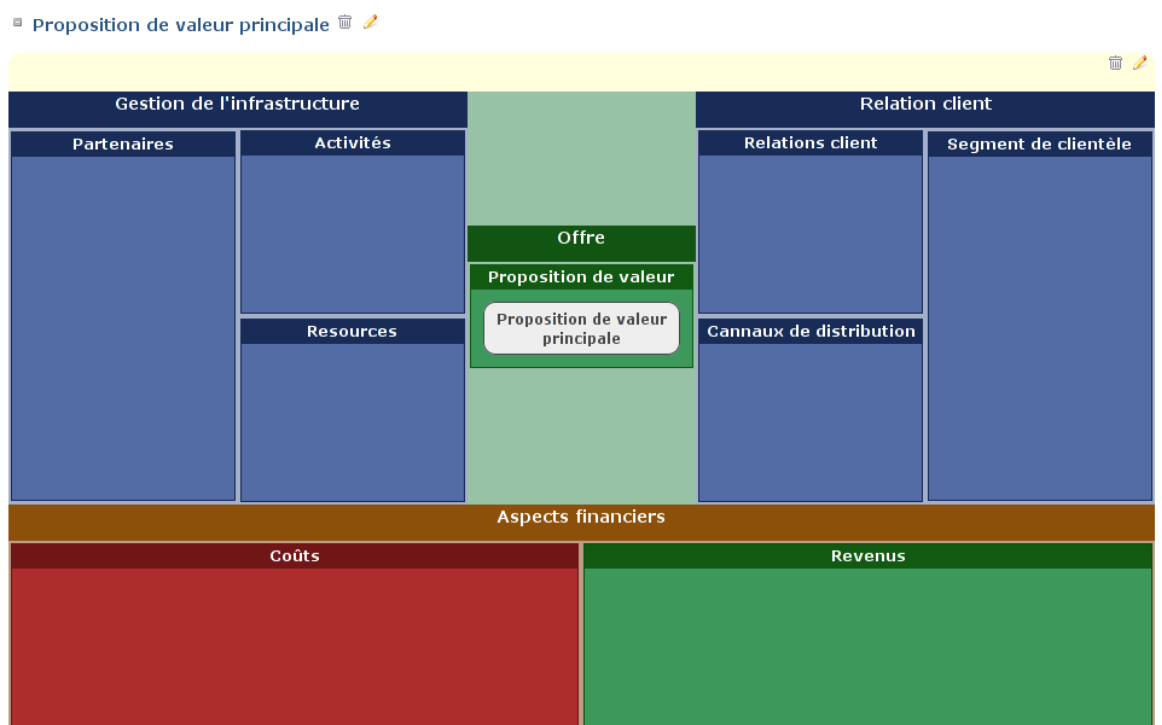 Proposition de valeur principale
Gestion de l'infrastructure
Relation client
Partenaires
Activités
Relations client
Segment de clientèle
Offre
Proposition de valeur
Proposition de valeur
principale
Resources
Cannaux de distribution
Aspects financiers
Coûts
Revenus